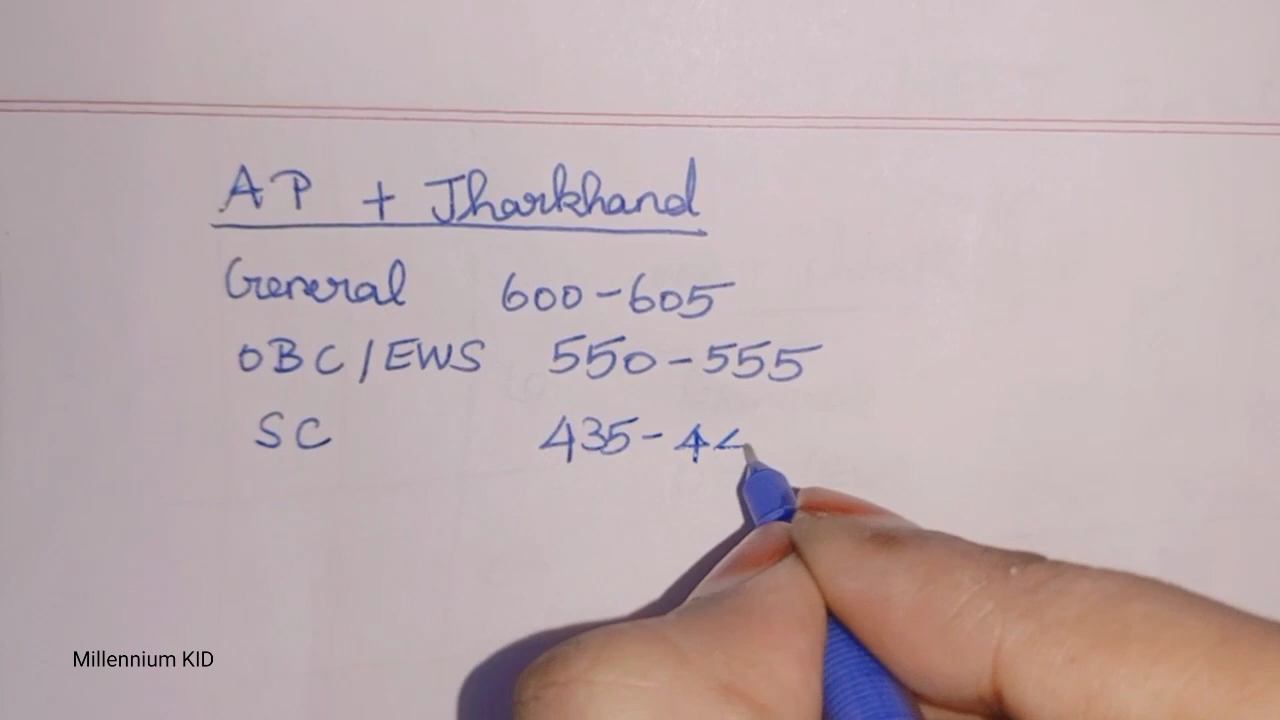 AP + Jharkhand
General 600-605
OBC/EWS 550-555
SC 435-44
Millennium KID